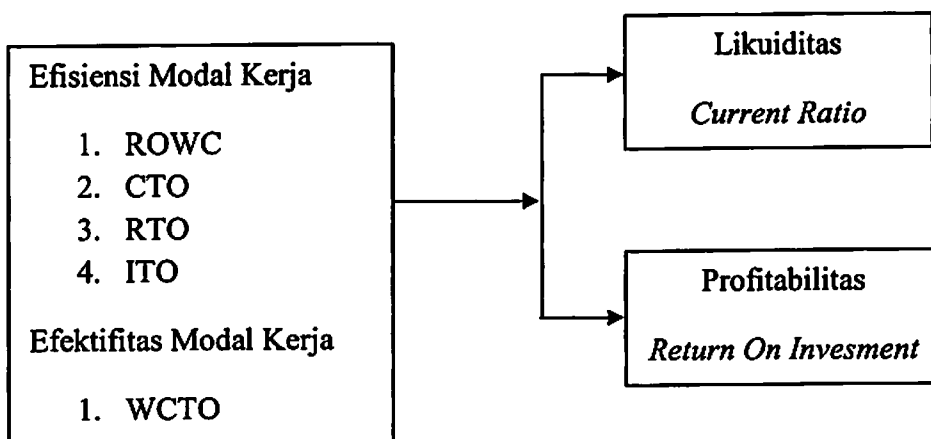 Efisiensi Modal Kerja
1. ROWC
2. CTO
3. RTO
4. ITO
Efektifitas Modal Kerja
1. WCTO
Likuiditas
Current Ratio
Profitabilitas
Return On Invesment